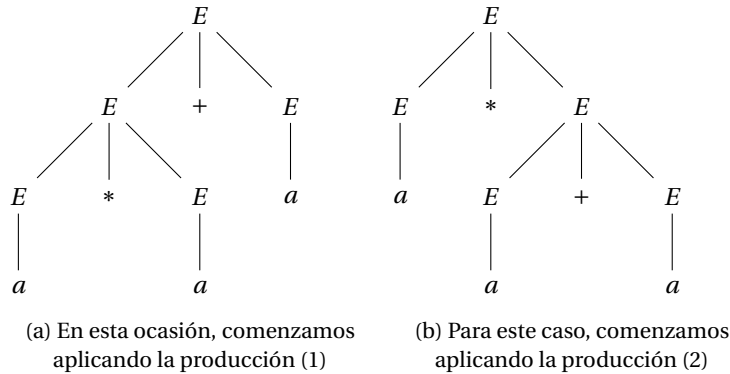 E E
E + E E * E
E * E a a E + E
a a a a
(a) En esta ocasión, comenzamos
aplicando la producción (1)
(b) Para este caso, comenzamos
aplicando la producción (2)